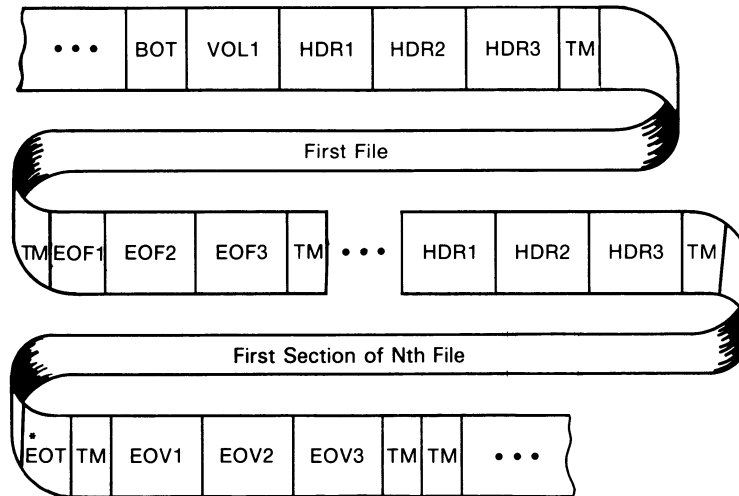 ••• BOT VOL1 HDR1 HDR2 HDR3 TM
First File
TM EOF1 EOF2 EOF3 TM ••• HDR1 HDR2 HDR3 TM
First Section of Nth File
*EOT TM EOV1 EOV2 EOV3 TM TM •••